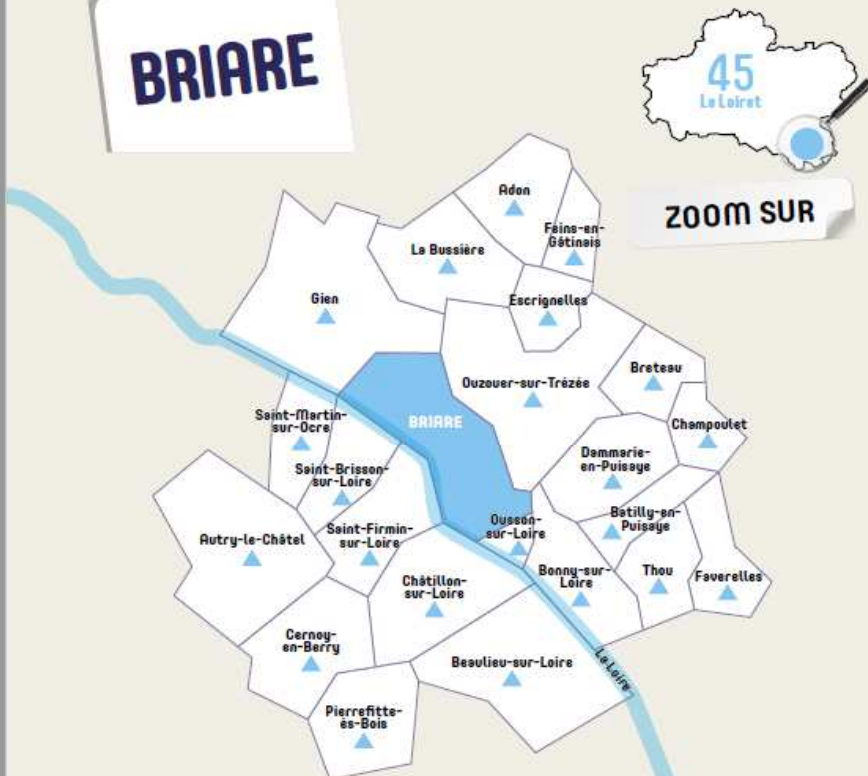 BRIARE
45
Le Loiret
ZOOM SUR
Adon
Feins-en-
Gâtinais
La Bussière
Gien
Escrignelles
Breteau
Ouzouer-sur-Trézée
Champoulet
Saint-Martin-
sur-Ocre
BRIARE
Dammarie-
en-Puisaye
Saint-Brisson-
sur-Loire
Batilly-en-
Puisaye
Ousson-
sur-Loire
Saint-Firmin-
sur-Loire
Autry-le-Châtel
Bonny-sur-
Loire
Thou
Faverelles
Châtillon-
sur-Loire
Cernoy-
en-Berry
Beaulieu-sur-Loire
La Loire
Pierrefitte-
ès-Bois